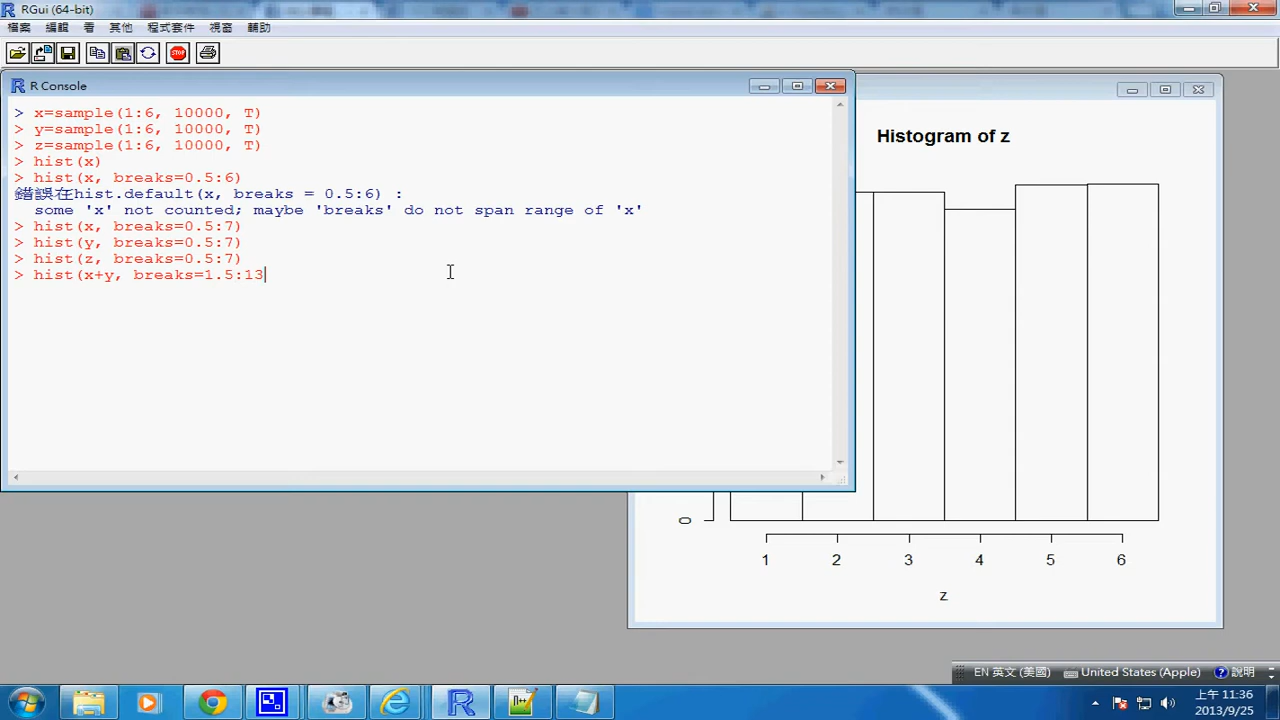 RGui (64-bit)
檔案 編輯 看 其他 程式套件 視窗 輔助
STOP
R Console
> x=sample(1:6, 10000, T)
> y=sample(1:6, 10000, T)
> z=sample(1:6, 10000, T)
> hist(x)
> hist(x, breaks=0.5:6)
錯誤在hist.default(x, breaks = 0.5:6) :
some 'x' not counted; maybe 'breaks' do not span range of 'x'
> hist(x, breaks=0.5:7)
> hist(y, breaks=0.5:7)
> hist(z, breaks=0.5:7)
> hist(x+y, breaks=1.5:13
Histogram of z
0
1 2 3 4 5 6
z
EN 英文 (美國) United States (Apple) 說明
上午 11:36
2013/9/25